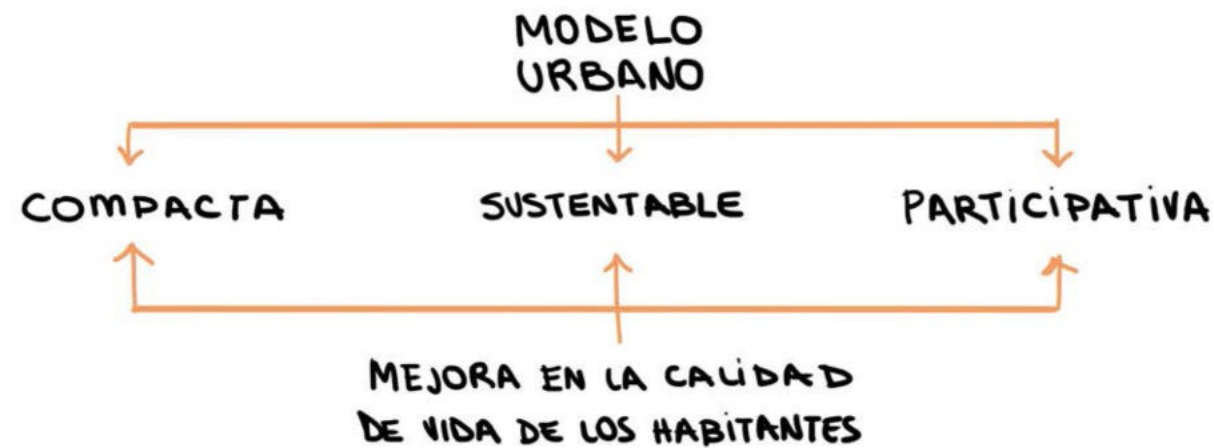 MODELO
URBANO
COMPACTA
SUSTENTABLE
PARTICIPATIVA
MEJORA EN LA CALIDAD
DE VIDA DE LOS HABITANTES